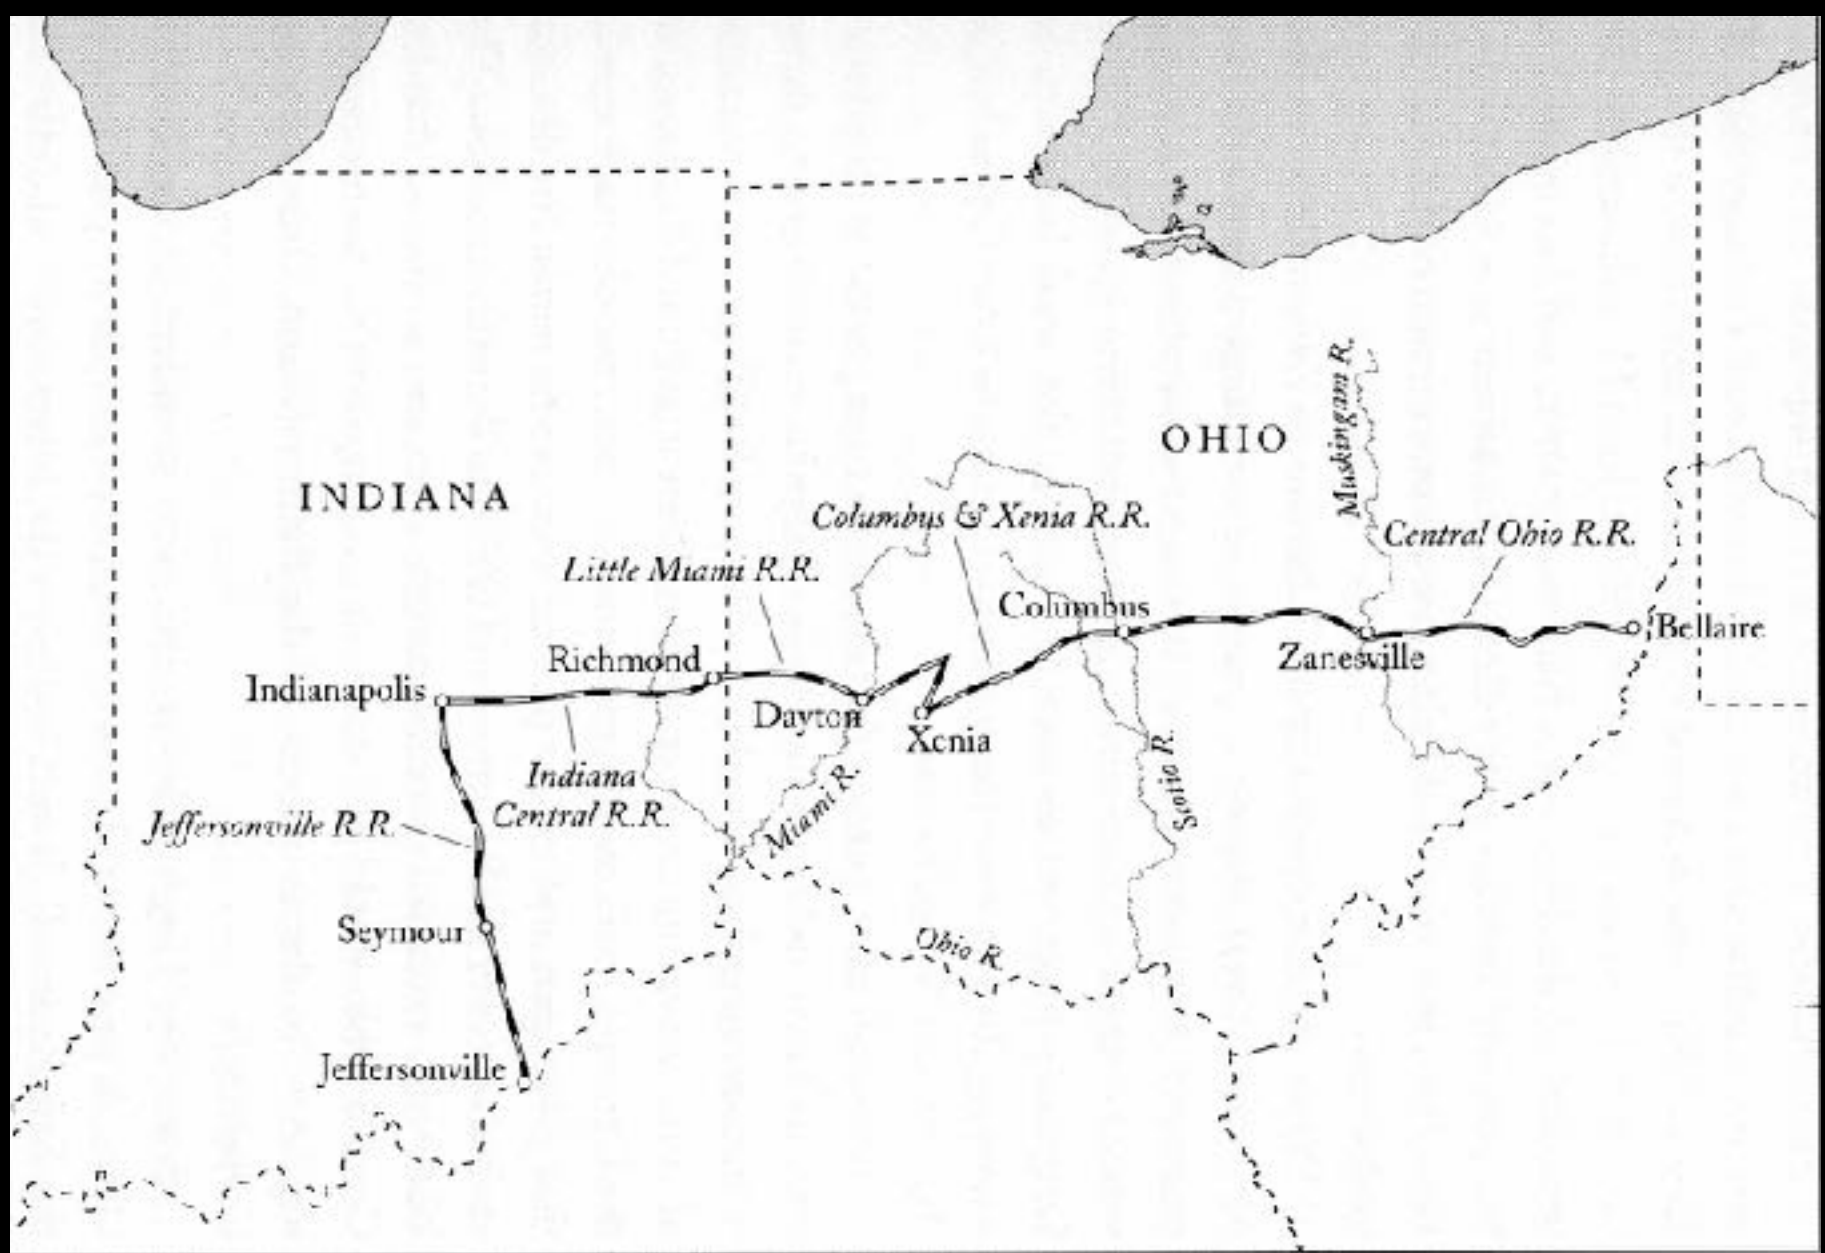 Muskingam R.
OHIO
INDIANA
Columbus & Xenia R.R.
Central Ohio R.R.
Little Miami R.R.
Columbus
Bellaire
Richmond
Zanesville
Indianapolis
Dayton
Xenia
Indiana
Central R.R.
Miami R.
Scotia R.
Jeffersonville R.R.
Seymour
Ohio R.
Jeffersonville